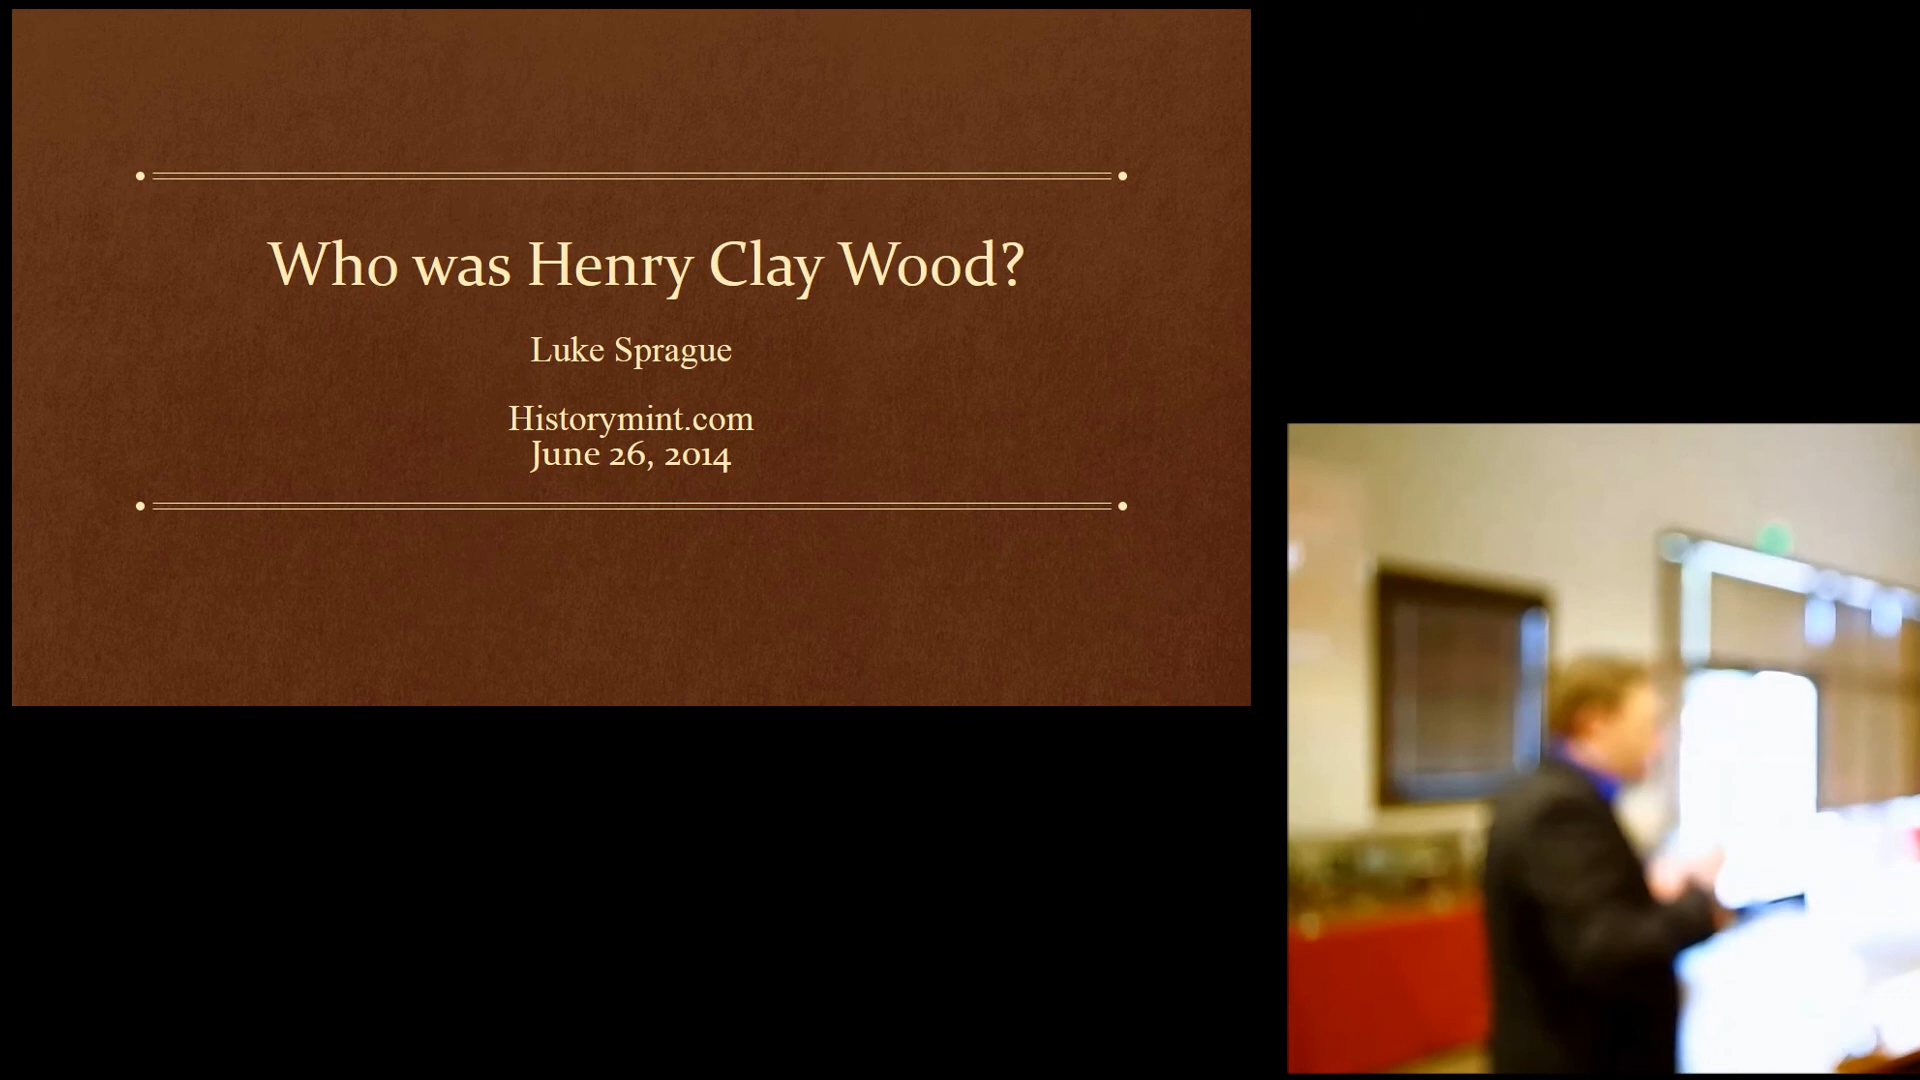 Who was Henry Clay Wood?
Luke Sprague
Historymint.com
June 26, 2014